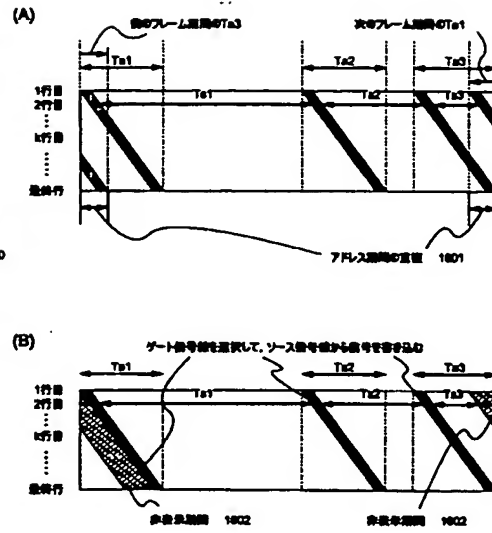 (A)
前のフレーム期間のTa3
次のフレーム期間のTa1
Ta1
Ta2
Ta3
1行目
2行目
Ts1
Ts2
Ts3
k行目
最終行
アドレス期間の重複 1601
(B)
ゲート信号線を選択して、ソース信号線から信号を書き込む
Ta1
Ta2
Ta3
1行目
2行目
Ts1
Ts2
Ts3
k行目
最終行
非表示期間 1602
非表示期間 1602